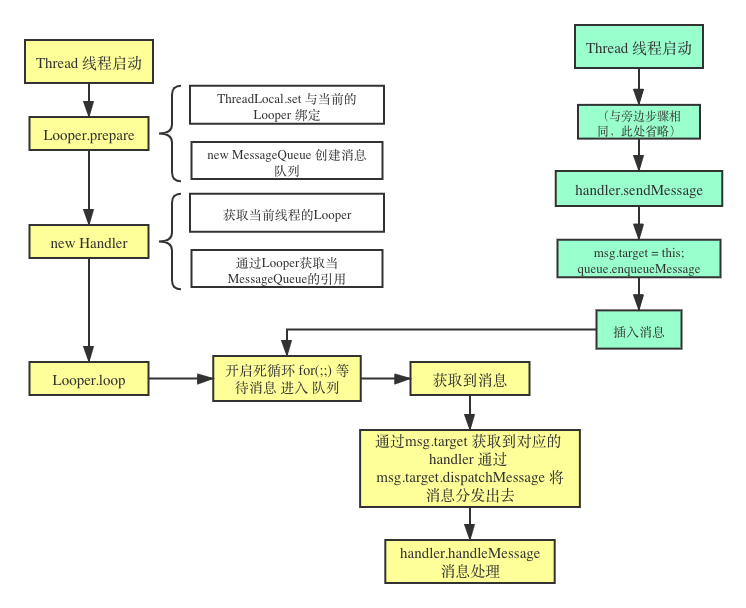 Thread 线程启动
Looper.prepare
ThreadLocal.set 与当前的
Looper 绑定
new MessageQueue 创建消息
队列
new Handler
获取当前线程的Looper
通过Looper获取当
MessageQueue的引用
Looper.loop
开启死循环 for(;;) 等
待消息 进入 队列
获取到消息
通过msg.target 获取到对应的
handler 通过
msg.target.dispatchMessage 将
消息分发出去
handler.handleMessage
消息处理
Thread 线程启动
（与旁边步骤相
同，此处省略）
handler.sendMessage
msg.target = this;
queue.enqueueMessage
插入消息